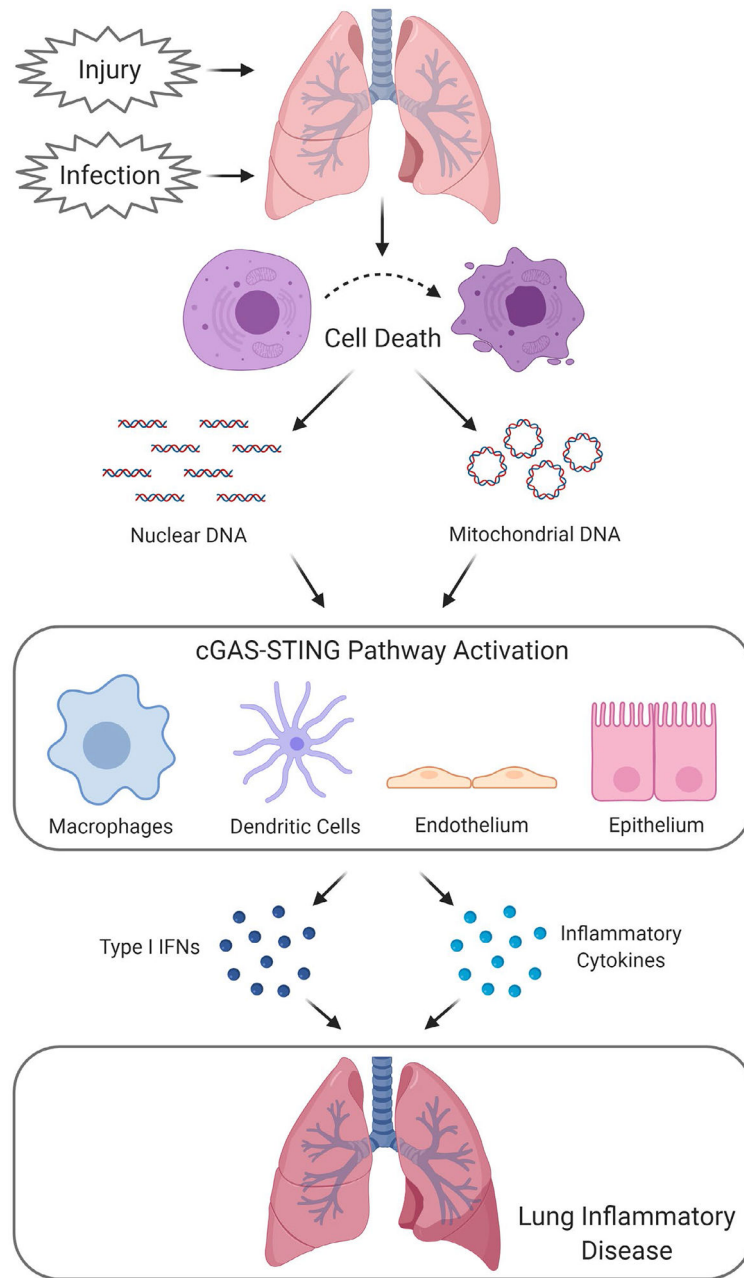 Injury
Infection
Cell Death
Nuclear DNA
Mitochondrial DNA
cGAS-STING Pathway Activation
Macrophages
Dendritic Cells
Endothelium
Epithelium
Type I IFNs
Inflammatory
Cytokines
Lung Inflammatory
Disease